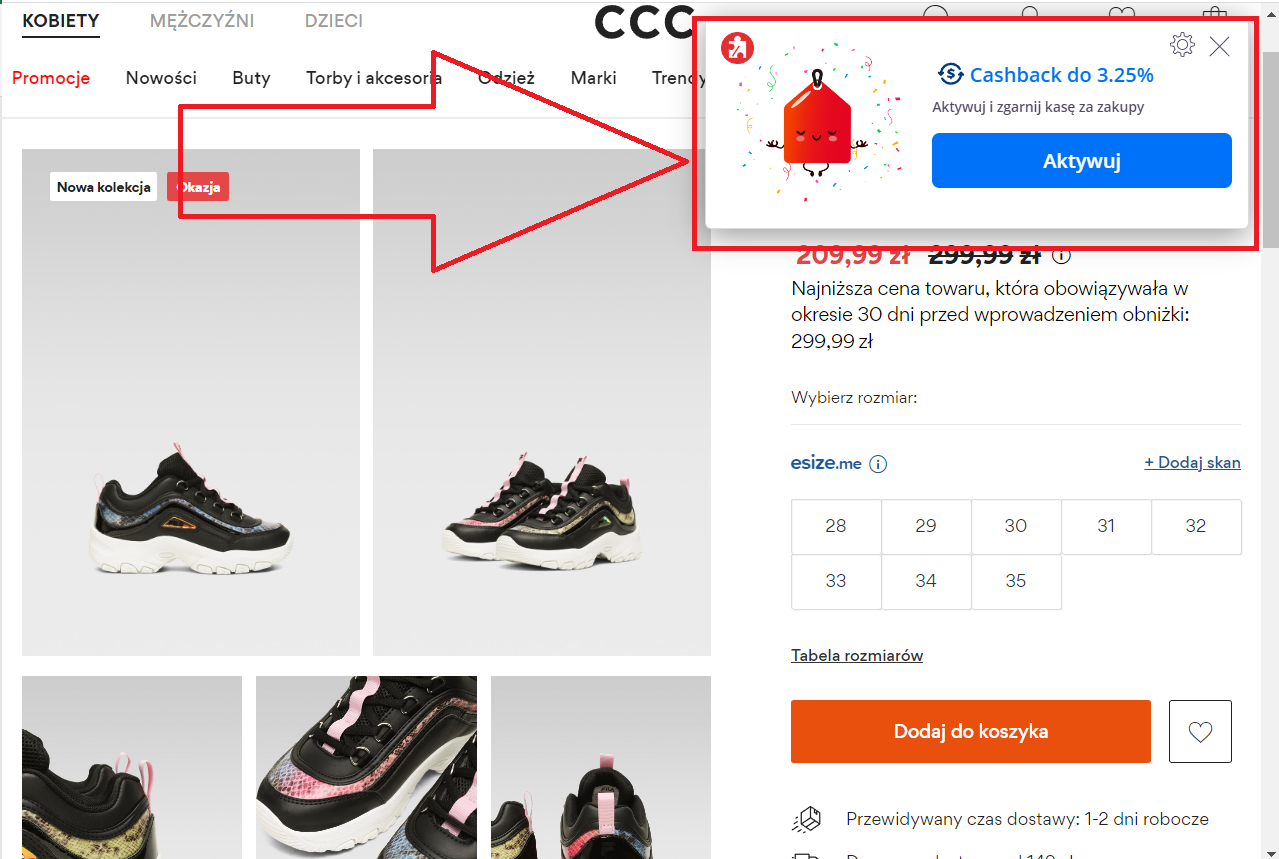 KOBIETY MĘŻCZYŹNI DZIECI CCC
Promocje Nowości Buty Torby i akcesoria Odzież Marki Trendy
Cashback do 3.25%
Aktywuj i zgarnij kasę za zakupy
Aktywuj
Nowa kolekcja Okazja
209,99 zł 299,99 zł
Najniższa cena towaru, która obowiązywała w
okresie 30 dni przed wprowadzeniem obniżki:
299,99 zł
Wybierz rozmiar:
esize.me + Dodaj skan
28 29 30 31 32
33 34 35
Tabela rozmiarów
Dodaj do koszyka
Przewidywany czas dostawy: 1-2 dni robocze